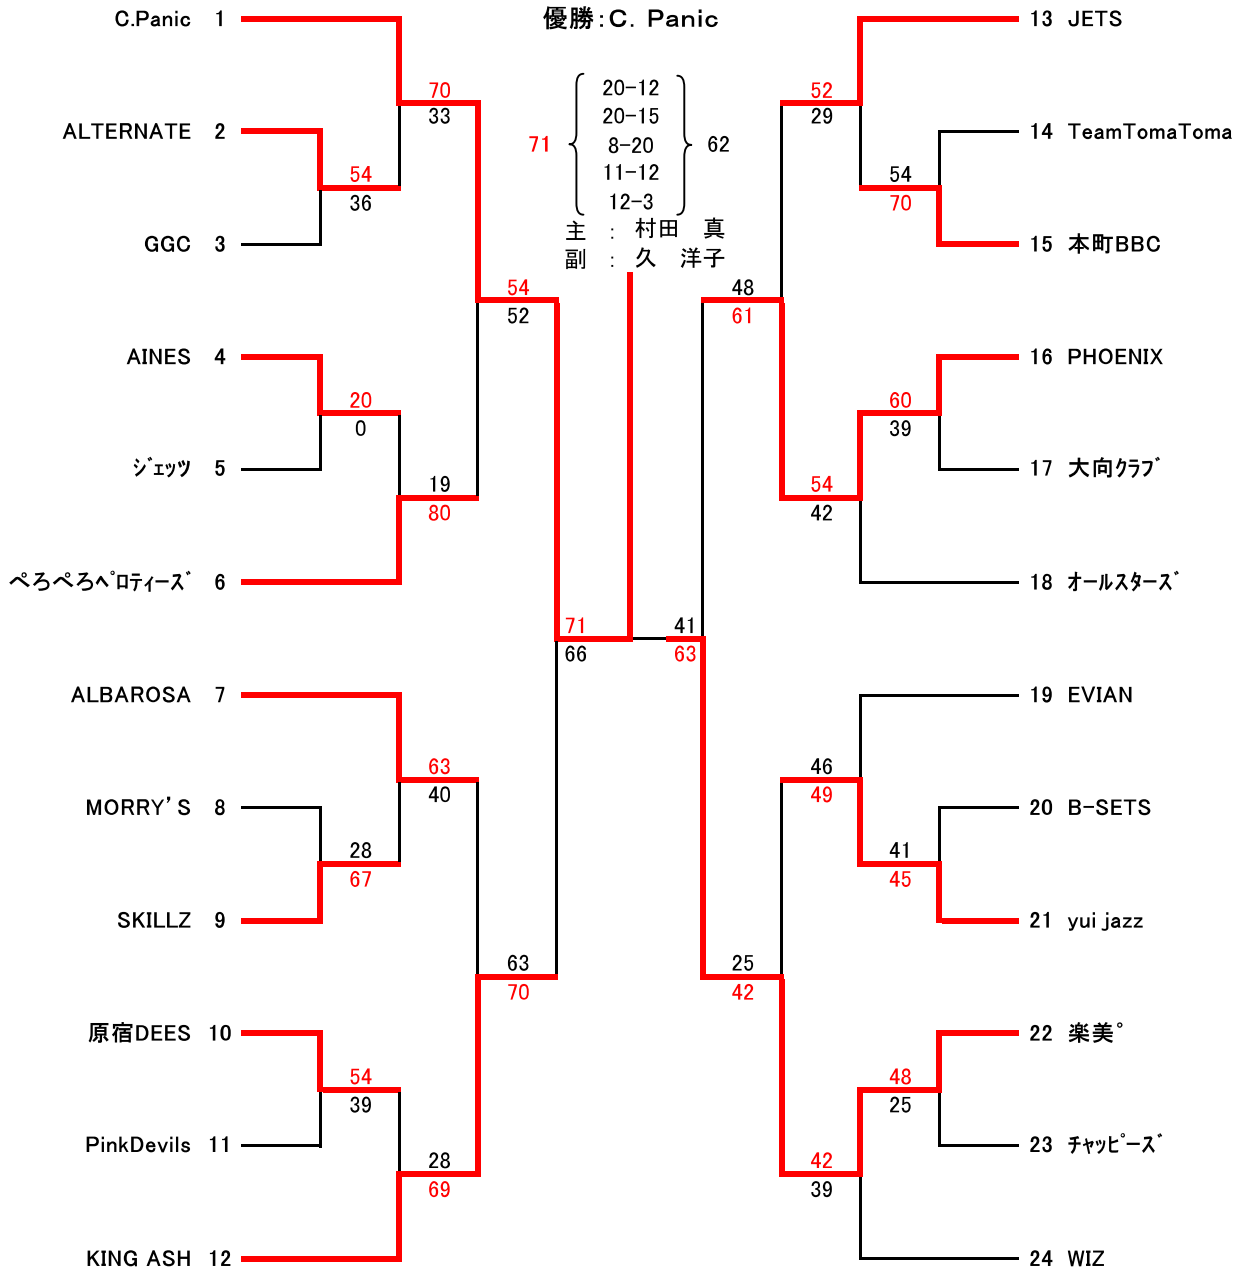 優勝:C. Panic
C.Panic 1
70
33
ALTERNATE 2
54
36
GGC 3
54
52
AINES 4
20
0
ジェッツ 5
19
80
ぺろぺろペロティーズ 6
71
66
ALBAROSA 7
63
40
MORRY'S 8
28
67
SKILLZ 9
63
70
原宿DEES 10
54
39
PinkDevils 11
28
69
KING ASH 12
20-12
20-15
71 8-20 62
11-12
12-3
主 : 村田 真
副 : 久 洋子
13 JETS
52
29
14 TeamTomaToma
54
70
15 本町BBC
48
61
16 PHOENIX
60
39
17 大向クラブ
54
42
18 オールスターズ
41
63
19 EVIAN
46
49
20 B-SETS
41
45
21 yui jazz
25
42
22 楽美゜
48
25
23 チャッピーズ
42
39
24 WIZ